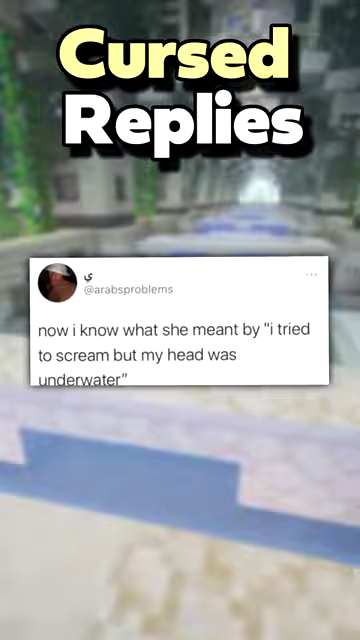 Cursed
Replies
ي
@arabsproblems
now i know what she meant by "i tried
to scream but my head was
underwater"